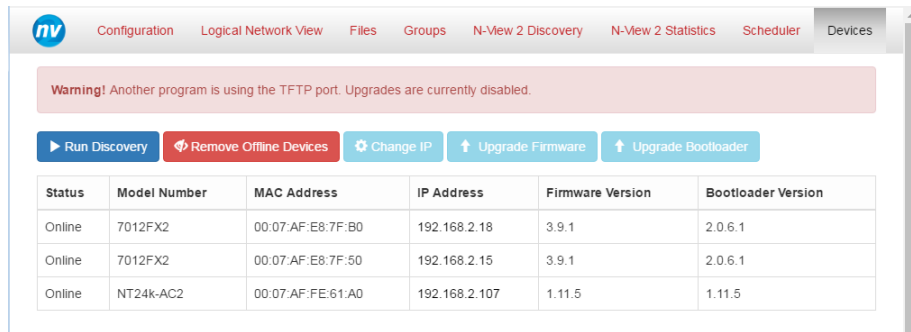 nv Configuration Logical Network View Files Groups N-View 2 Discovery N-View 2 Statistics Scheduler Devices
Warning! Another program is using the TFTP port. Upgrades are currently disabled.
Run Discovery Remove Offline Devices Change IP Upgrade Firmware Upgrade Bootloader
Status Model Number MAC Address IP Address Firmware Version Bootloader Version
Online 7012FX2 00:07:AF:E8:7F:B0 192.168.2.18 3.9.1 2.0.6.1
Online 7012FX2 00:07:AF:E8:7F:50 192.168.2.15 3.9.1 2.0.6.1
Online NT24k-AC2 00:07:AF:FE:61:A0 192.168.2.107 1.11.5 1.11.5